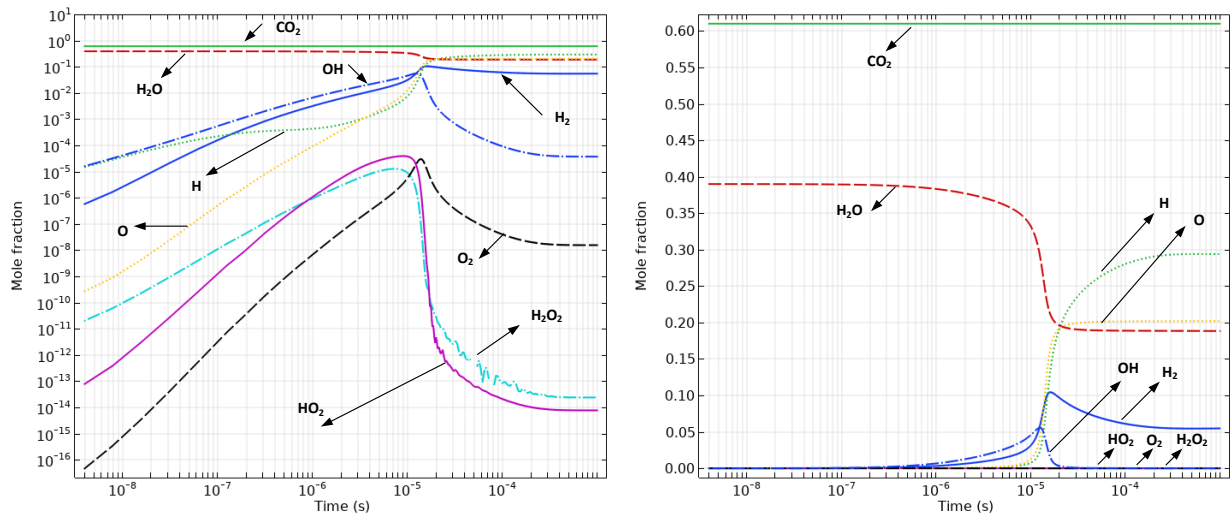 10¹
10⁰
10⁻¹
10⁻²
10⁻³
10⁻⁴
10⁻⁵
10⁻⁶
10⁻⁷
10⁻⁸
10⁻⁹
10⁻¹⁰
10⁻¹¹
10⁻¹²
10⁻¹³
10⁻¹⁴
10⁻¹⁵
10⁻¹⁶
Mole fraction
CO₂
H₂O
OH
H₂
H
O
O₂
H₂O₂
HO₂
10⁻⁸ 10⁻⁷ 10⁻⁶ 10⁻⁵ 10⁻⁴
Time (s)
0.60
0.55
0.50
0.45
0.40
0.35
0.30
0.25
0.20
0.15
0.10
0.05
0.00
Mole fraction
CO₂
H₂O
H
O
OH
H₂
HO₂ O₂ H₂O₂
10⁻⁸ 10⁻⁷ 10⁻⁶ 10⁻⁵ 10⁻⁴
Time (s)